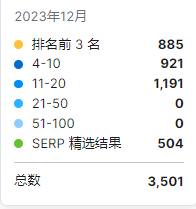 2023年12月
排名前 3 名 885
4-10 921
11-20 1,191
21-50 0
51-100 0
SERP 精选结果 504
总数 3,501